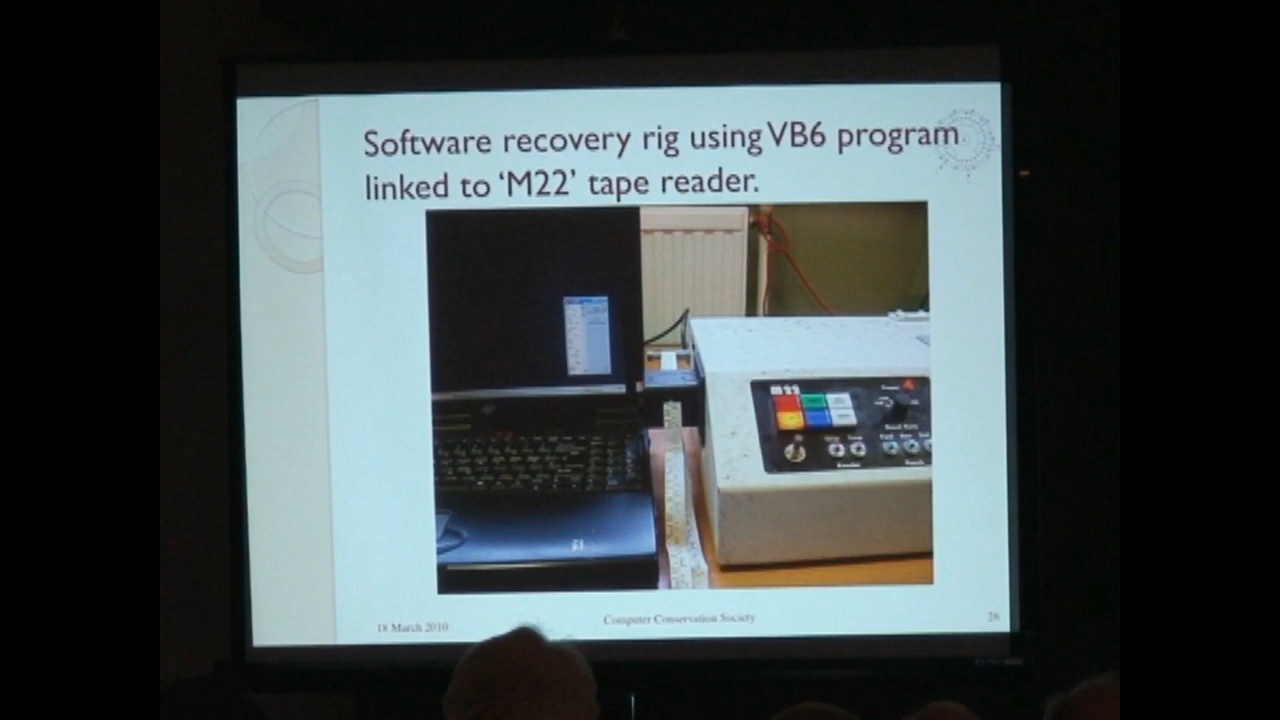 Software recovery rig using VB6 program
linked to ‘M22’ tape reader.
m22
18 March 2010
Computer Conservation Society
26